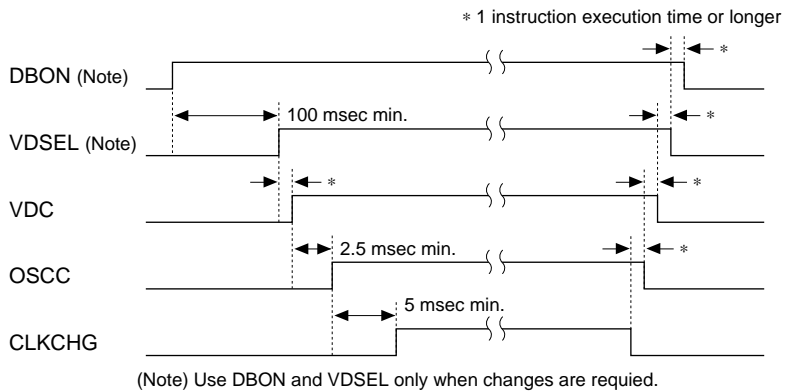 ∗ 1 instruction execution time or longer
∗
DBON (Note)
100 msec min.
∗
VDSEL (Note)
∗
∗
VDC
2.5 msec min.
∗
OSCC
5 msec min.
CLKCHG
(Note) Use DBON and VDSEL only when changes are requied.